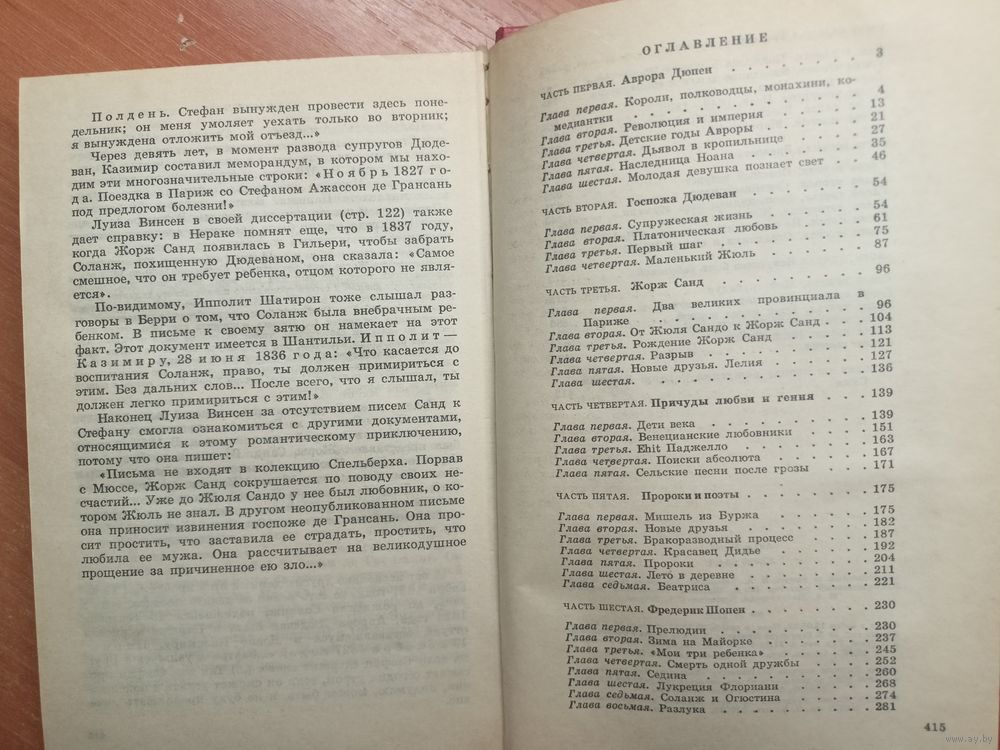 П о л д е н ь. Стефан вынужден провести здесь поне-
дельник; он меня умоляет уехать только во вторник;
я вынуждена отложить мой отъезд...»
Через девять лет, в момент развода супругов Дюде-
ван, Казимир составил меморандум, в котором мы нахо-
дим эти многозначительные строки: «Н о я б р ь 1827 г о-
д а. Поездка в Париж со Стефаном Ажассон де Грансань
под предлогом болезни!»
Луиза Винсен в своей диссертации (стр. 122) также
дает справку: в Нераке помнят еще, что в 1837 году,
когда Жорж Санд появилась в Гильери, чтобы забрать
Соланж, похищенную Дюдеваном, она сказала: «Самое
смешное, что он требует ребенка, отцом которого не явля-
ется».
По-видимому, Ипполит Шатирон тоже слышал раз-
говоры в Берри о том, что Соланж была внебрачным ре-
бенком. В письме к своему зятю он намекает на этот
факт. Этот документ имеется в Шантильи. И п п о л и т —
К а з и м и р у, 28 и ю н я 1836 г о д а: «Что касается до
воспитания Соланж, право, ты должен примириться с
этим. Без дальних слов... После всего, что я слышал, ты
должен легко примириться с этим!»
Наконец Луиза Винсен за отсутствием писем Санд к
Стефану смогла ознакомиться с другими документами,
относящимися к этому романтическому приключению,
потому что она пишет:
«Письма не входят в колекцию Спельберха. Порвав
с Мюссе, Жорж Санд сокрушается по поводу своих не-
счастий... Уже до Жюля Сандо у нее был любовник, о ко-
тором Жюль не знал. В другом неопубликованном письме
она приносит извинения госпоже де Грансань. Она про-
сит простить, что заставила ее страдать, простить, что
любила ее мужа. Она рассчитывает на великодушное
прощение за причиненное ею зло...»
ОГЛАВЛЕНИЕ
ЧАСТЬ ПЕРВАЯ. Аврора Дюпен . . . . . . . . 3
Глава первая. Короли, полководцы, монахини, ко-
медиантки . . . . . . . . 4
Глава вторая. Революция и империя . . . . 13
Глава третья. Детские годы Авроры . . . . 21
Глава четвертая. Дьявол в кропильнице . . . 27
Глава пятая. Наследница Ноана . . . . . 35
Глава шестая. Молодая девушка познает свет . . 46
ЧАСТЬ ВТОРАЯ. Госпожа Дюдеван . . . . . . . 54
Глава первая. Супружеская жизнь . . . . . 54
Глава вторая. Платоническая любовь . . . . 61
Глава третья. Первый шаг . . . . . . 75
Глава четвертая. Маленький Жюль . . . . . 87
ЧАСТЬ ТРЕТЬЯ. Жорж Санд . . . . . . . . 96
Глава первая. Два великих провинциала в
Париже . . . . . . . . . 96
Глава вторая. От Жюля Сандо к Жорж Санд . . . 104
Глава третья. Рождение Жорж Санд . . . . 113
Глава четвертая. Разрыв . . . . . . . 121
Глава пятая. Новые друзья. Лелия . . . . . 127
Глава шестая. . . . . . . . . . 136
ЧАСТЬ ЧЕТВЕРТАЯ. Причуды любви и гения . . . 139
Глава первая. Дети века . . . . . . . 139
Глава вторая. Венецианские любовники . . . . 151
Глава третья. Ehit Паджелло . . . . . . 163
Глава четвертая. Поиски абсолюта . . . . . 167
Глава пятая. Сельские песни после грозы . . . 171
ЧАСТЬ ПЯТАЯ. Пророки и поэты . . . . . . . 175
Глава первая. Мишель из Буржа . . . . . 175
Глава вторая. Новые друзья . . . . . . 182
Глава третья. Бракоразводный процесс . . . . 187
Глава четвертая. Красавец Дидье . . . . . 192
Глава пятая. Пророки . . . . . . . . 204
Глава шестая. Лето в деревне . . . . . . 211
Глава седьмая. Беатриса . . . . . . . 221
ЧАСТЬ ШЕСТАЯ. Фредерик Шопен . . . . . . . 230
Глава первая. Прелюдии . . . . . . . 230
Глава вторая. Зима на Майорке . . . . . 237
Глава третья. «Мои три ребенка» . . . . . 245
Глава четвертая. Смерть одной дружбы . . . . 252
Глава пятая. Седина . . . . . . . . 260
Глава шестая. Лукреция Флориани . . . . . 268
Глава седьмая. Соланж и Огюстина . . . . . 274
Глава восьмая. Разлука . . . . . . . 281
415
www.ay.by